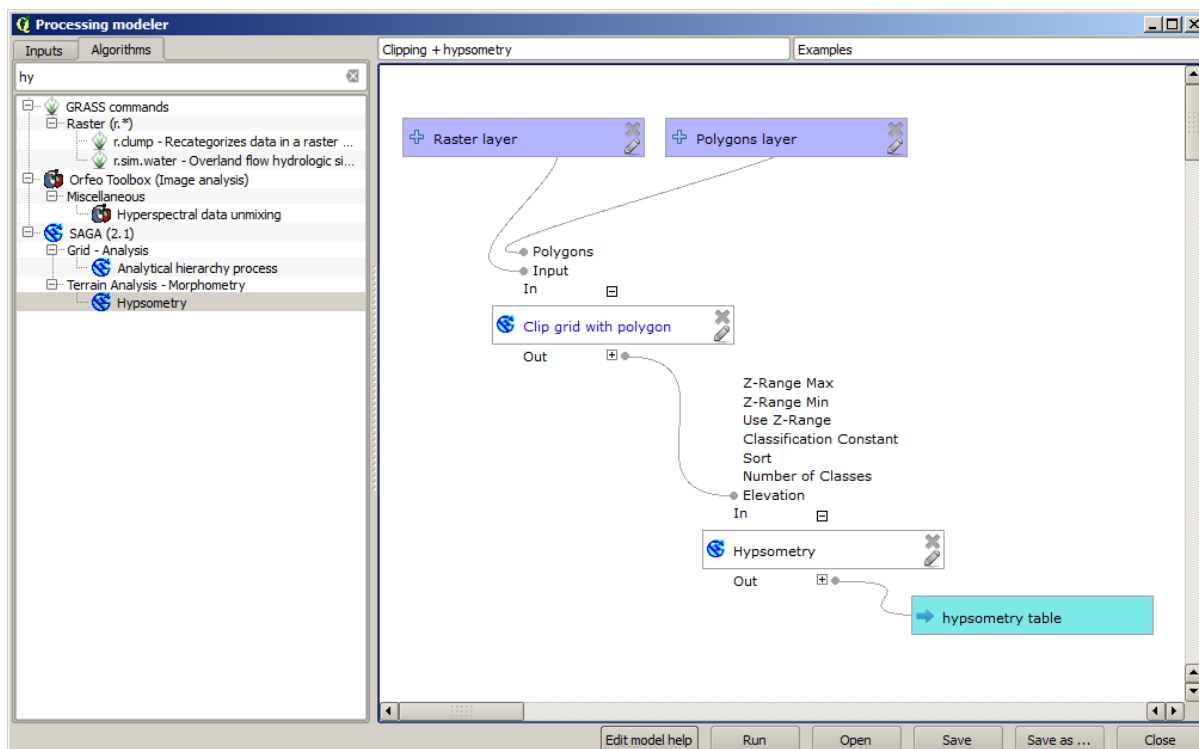 Processing modeler
Inputs
Algorithms
Clipping + hypsometry
Examples
hy
GRASS commands
Raster (r.*)
r.clump - Recategorizes data in a raster ...
r.sim.water - Overland flow hydrologic si...
Orfeo Toolbox (Image analysis)
Miscellaneous
Hyperspectral data unmixing
SAGA (2.1)
Grid - Analysis
Analytical hierarchy process
Terrain Analysis - Morphometry
Hypsometry
Raster layer
Polygons layer
Polygons
Input
In
Clip grid with polygon
Out
Z-Range Max
Z-Range Min
Use Z-Range
Classification Constant
Sort
Number of Classes
Elevation
In
Hypsometry
Out
hypsometry table
Edit model help
Run
Open
Save
Save as ...
Close